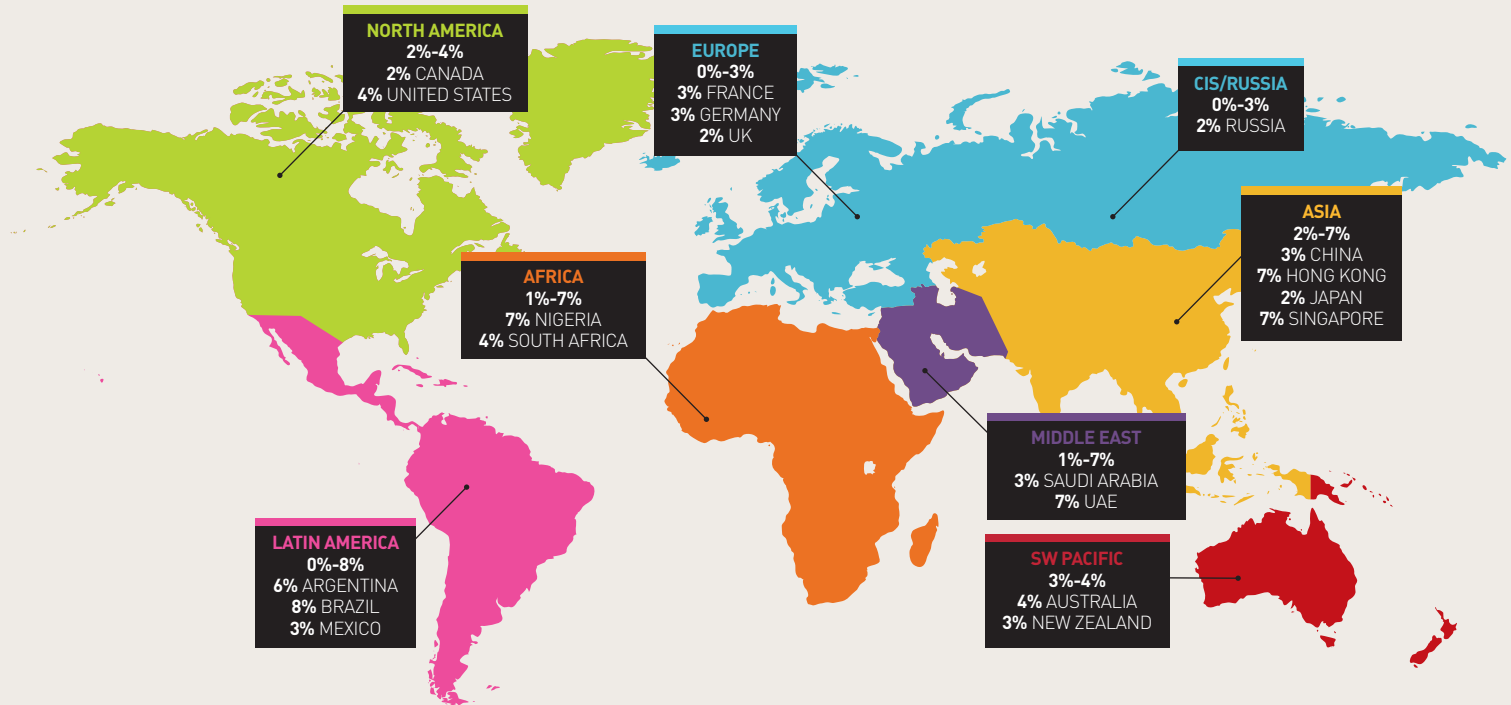 NORTH AMERICA
2%-4%
2% CANADA
4% UNITED STATES
EUROPE
0%-3%
3% FRANCE
3% GERMANY
2% UK
CIS/RUSSIA
0%-3%
2% RUSSIA
ASIA
2%-7%
3% CHINA
7% HONG KONG
2% JAPAN
7% SINGAPORE
AFRICA
1%-7%
7% NIGERIA
4% SOUTH AFRICA
MIDDLE EAST
1%-7%
3% SAUDI ARABIA
7% UAE
LATIN AMERICA
0%-8%
6% ARGENTINA
8% BRAZIL
3% MEXICO
SW PACIFIC
3%-4%
4% AUSTRALIA
3% NEW ZEALAND